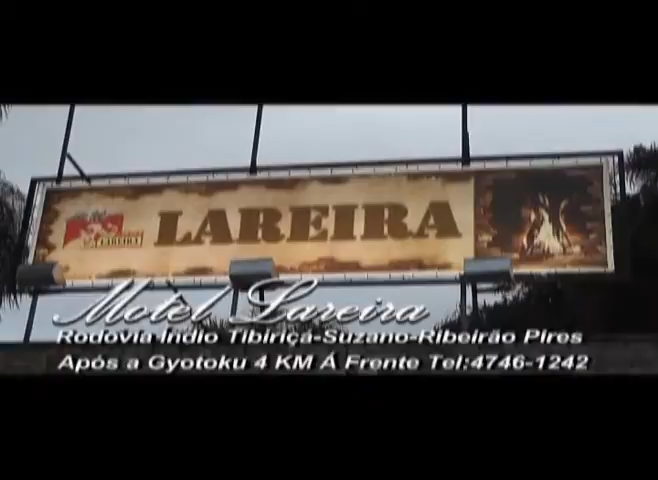 LAREIRA
Motel Lareira
Rodovia Índio Tibiriçá-Suzano-Ribeirão Pires
Após a Gyotoku 4 KM Á Frente Tel:4746-1242